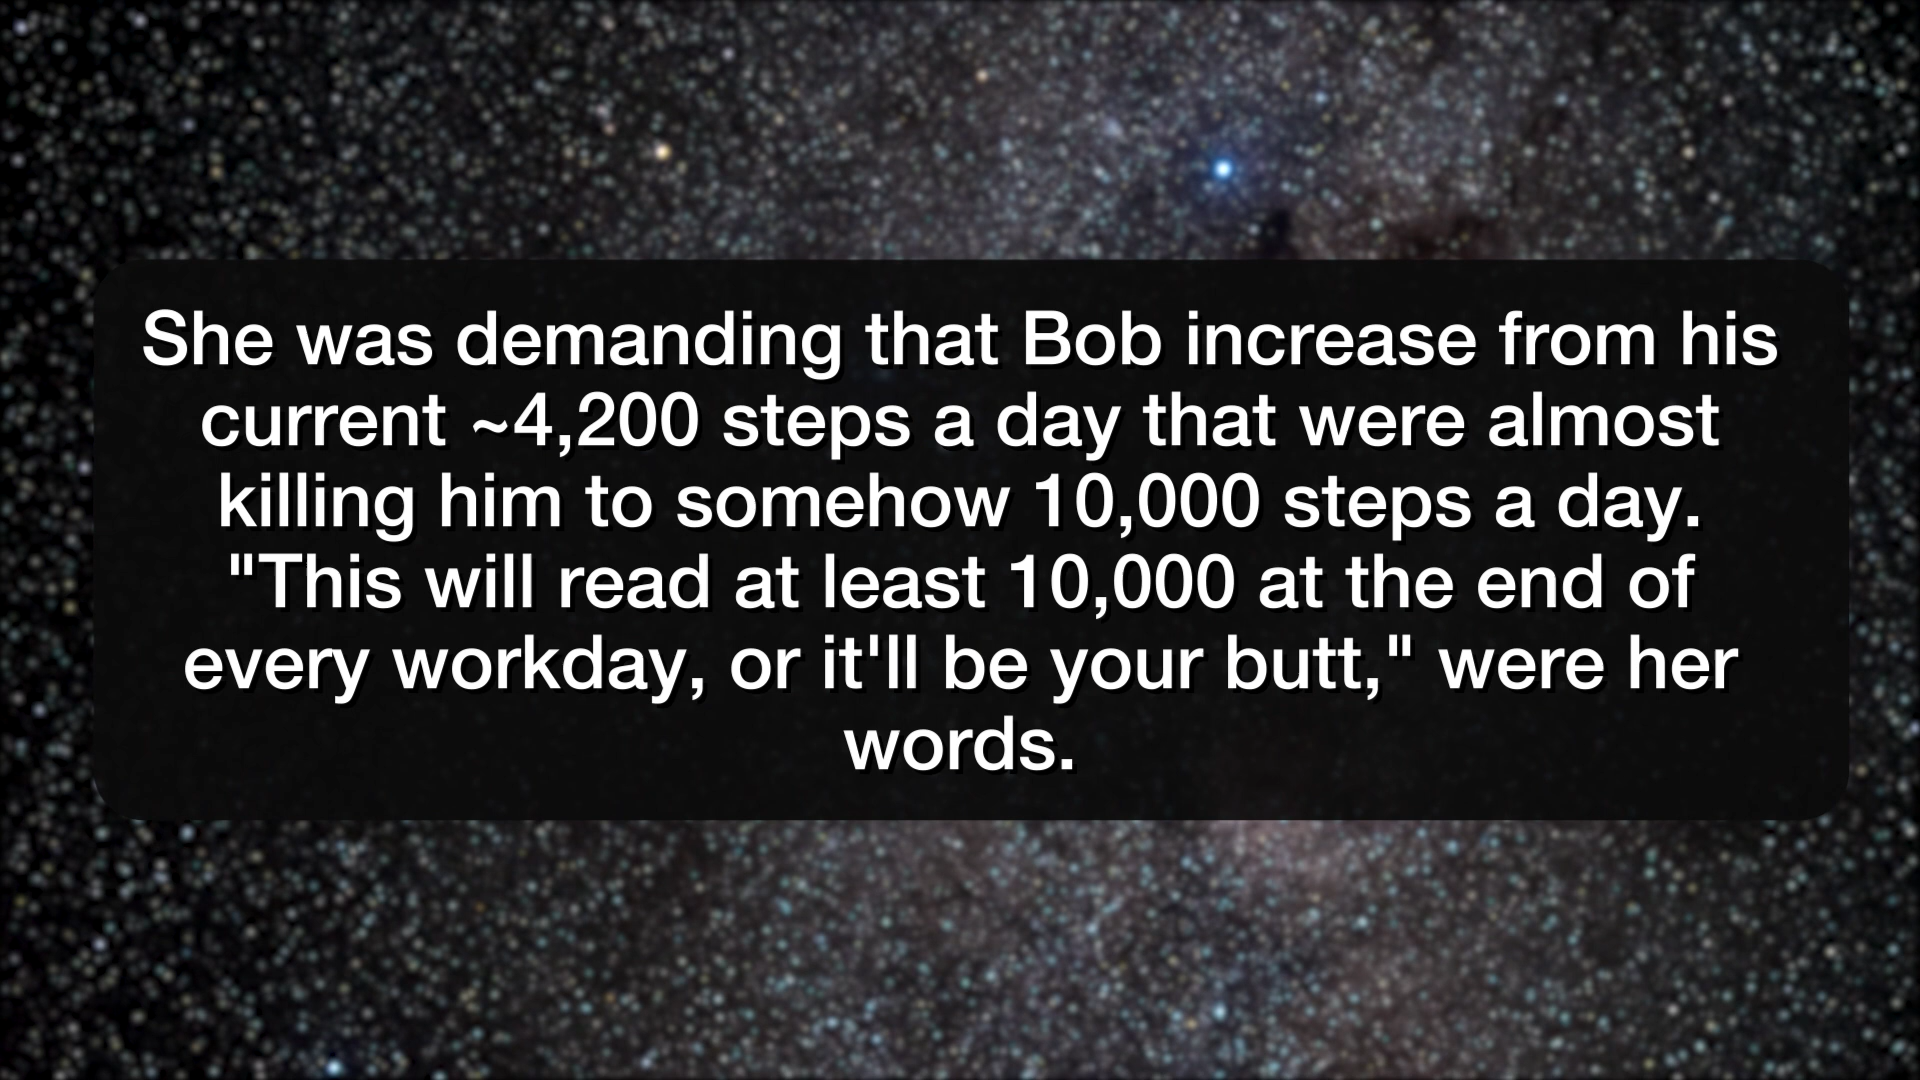 She was demanding that Bob increase from his
current ~4,200 steps a day that were almost
killing him to somehow 10,000 steps a day.
"This will read at least 10,000 at the end of
every workday, or it'll be your butt," were her
words.